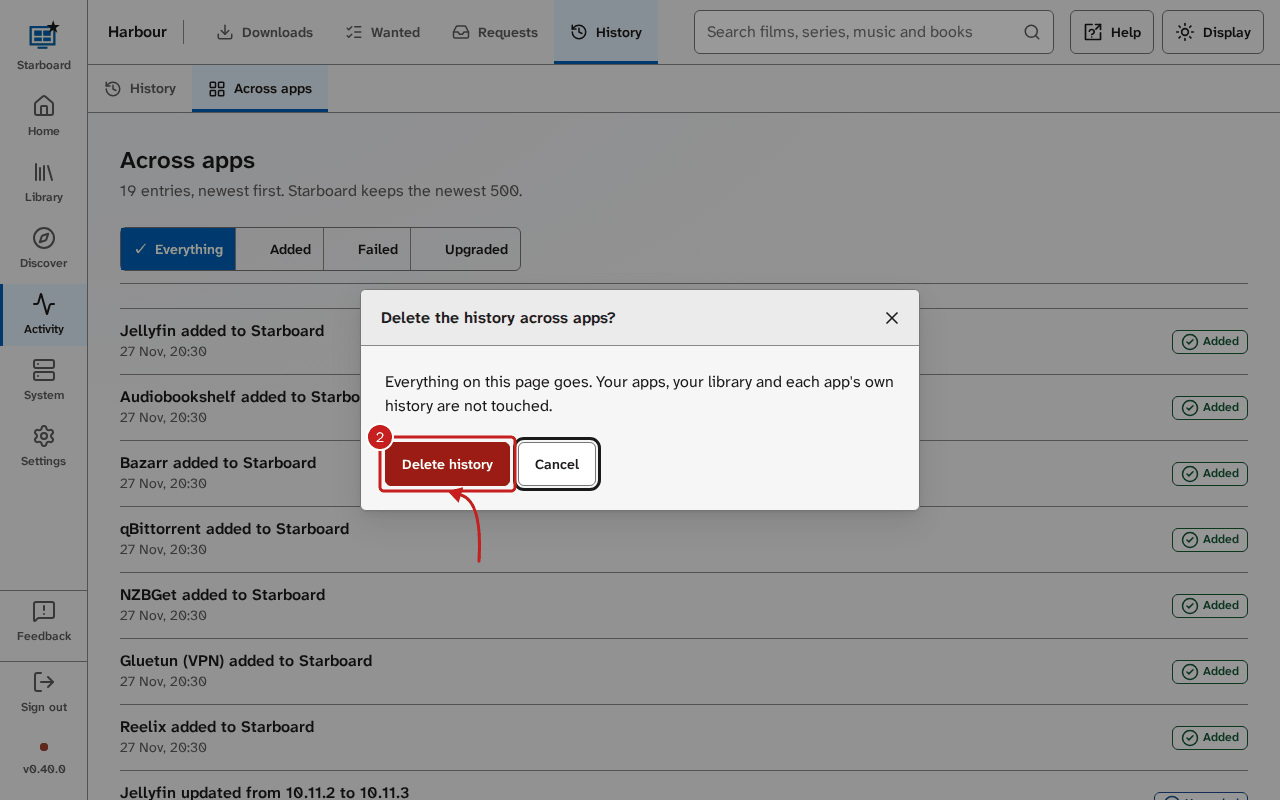 Starboard
Home
Library
Discover
Activity
System
Settings
Feedback
Sign out
v0.40.0
Harbour
Downloads
Wanted
Requests
History
Search films, series, music and books
Help
Display
History
Across apps
Across apps
19 entries, newest first. Starboard keeps the newest 500.
✓ Everything
Added
Failed
Upgraded
Delete the history across apps?
Everything on this page goes. Your apps, your library and each app's own
history are not touched.
2
Delete history
Cancel
Jellyfin added to Starboard
27 Nov, 20:30
Added
Audiobookshelf added to Starbo
27 Nov, 20:30
Added
Bazarr added to Starboard
27 Nov, 20:30
Added
qBittorrent added to Starboard
27 Nov, 20:30
Added
NZBGet added to Starboard
27 Nov, 20:30
Added
Gluetun (VPN) added to Starboard
27 Nov, 20:30
Added
Reelix added to Starboard
27 Nov, 20:30
Added
Jellyfin updated from 10.11.2 to 10.11.3